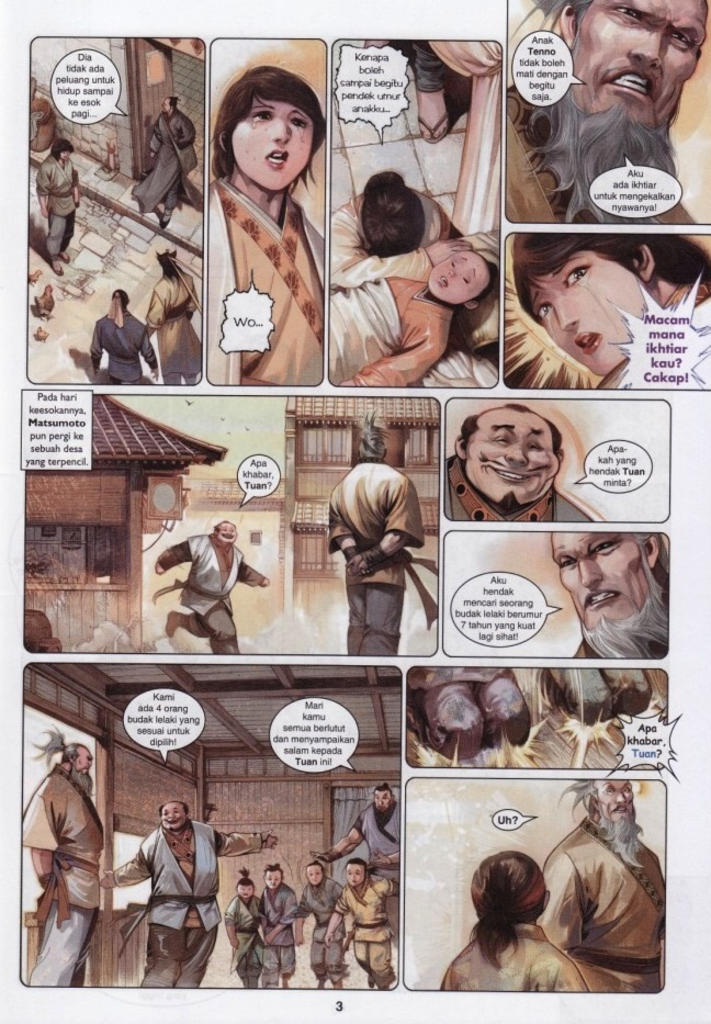 Dia
tidak ada
peluang untuk
hidup sampai
ke esok
pagi...
Wo...
Kenapa
boleh
sampai begitu
pendek umur
anakku...
Anak
Tenno
tidak boleh
mati dengan
begitu
saja.
Aku
ada ikhtiar
untuk mengekalkan
nyawanya!
Macam
mana
ikhtiar
kau?
Cakap!
Pada hari
keesokannya,
Matsumoto
pun pergi ke
sebuah desa
yang terpencil.
Apa
khabar,
Tuan?
Apa-
kah yang
hendak Tuan
minta?
Aku
hendak
mencari seorang
budak lelaki berumur
7 tahun yang kuat
lagi sihat!
Kami
ada 4 orang
budak lelaki yang
sesuai untuk
dipilih!
Mari
kamu
semua berlutut
dan menyampaikan
salam kepada
Tuan ini!
Apa
khabar,
Tuan?
Uh?
3